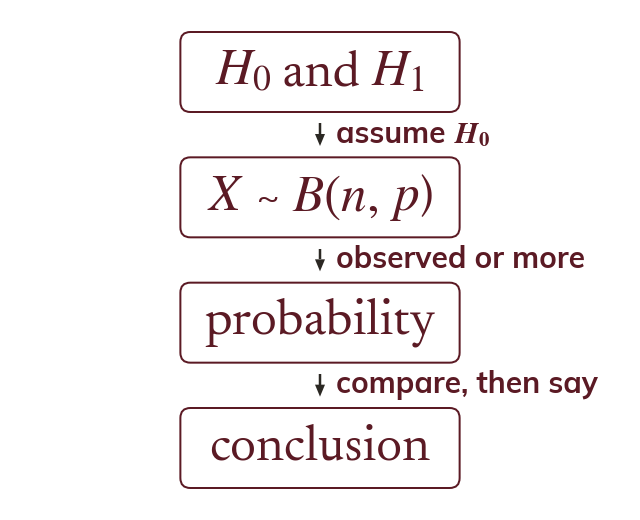 H₀ and H₁
assume H₀
X ~ B(n, p)
observed or more
probability
compare, then say
conclusion